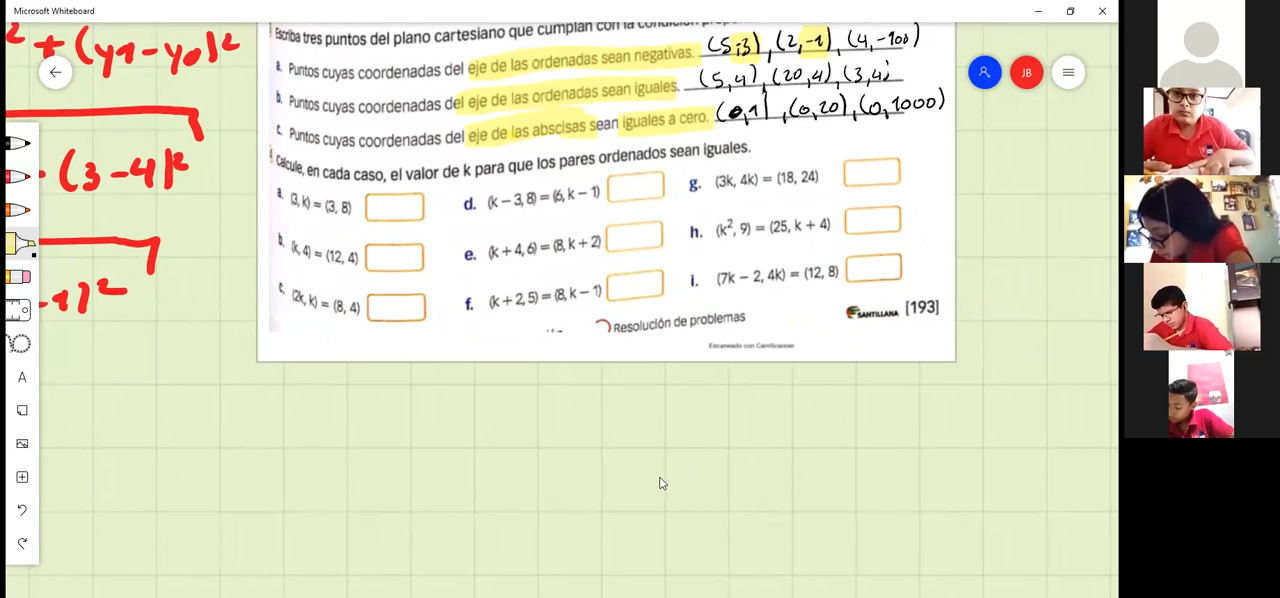 Microsoft Whiteboard
² + (y1 - y0)²
(3 - 4)²
-1)²
Escriba tres puntos del plano cartesiano que cumplan con la condición
a. Puntos cuyas coordenadas del eje de las ordenadas sean negativas. (5,-3), (2,-1), (4,-100)
b. Puntos cuyas coordenadas del eje de las ordenadas sean iguales. (5,4), (20,4), (3,4)
c. Puntos cuyas coordenadas del eje de las abscisas sean iguales a cero. (0,1), (0,20), (0,1000)
Calcule, en cada caso, el valor de k para que los pares ordenados sean iguales.
a. (3, k) = (3, 8)
b. (k, 4) = (12, 4)
c. (2k, k) = (8, 4)
d. (k – 3, 8) = (6, k – 1)
e. (k + 4, 6) = (8, k + 2)
f. (k + 2, 5) = (8, k – 1)
g. (3k, 4k) = (18, 24)
h. (k², 9) = (25, k + 4)
i. (7k – 2, 4k) = (12, 8)
Resolución de problemas
SANTILLANA [193]
Escaneado con CamScanner
JB
A